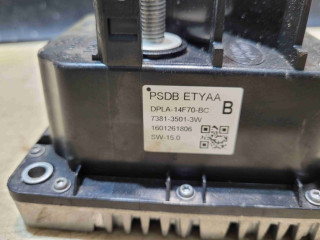 PSDB ETYAA
DPLA-14F70-BC
B
7381-3501-3W
1601261806
SW-15.0